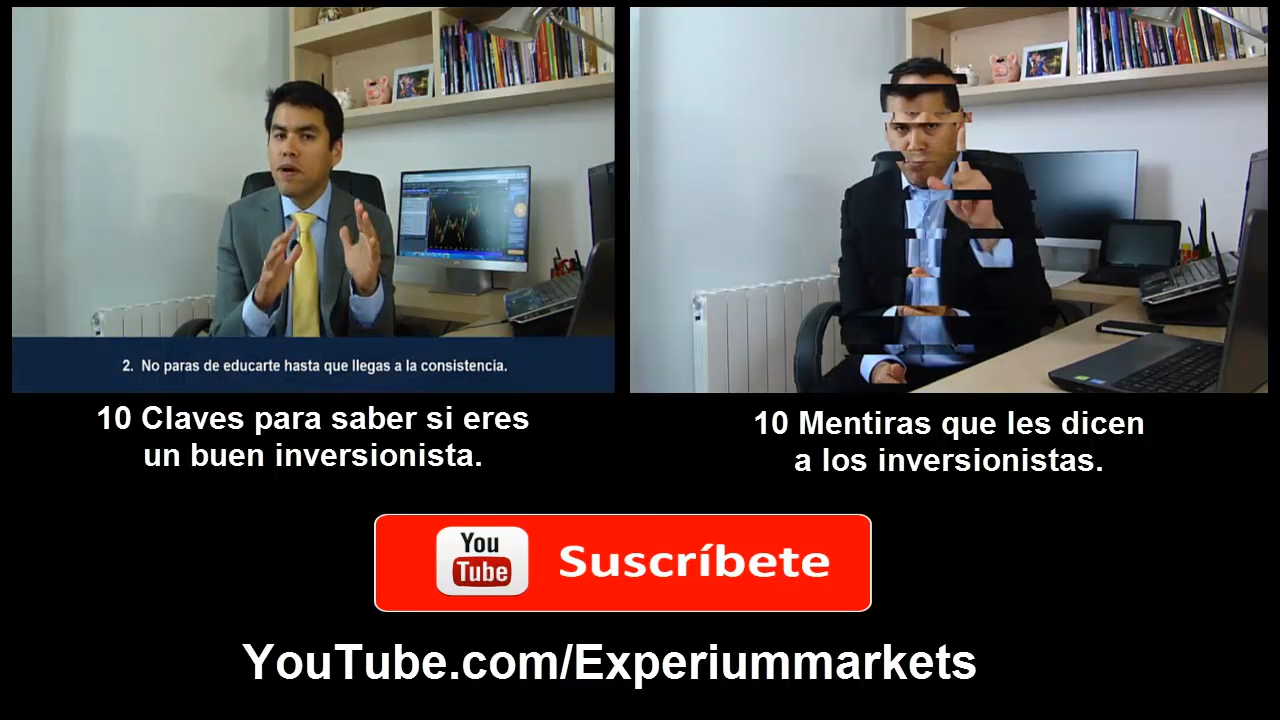 2. No paras de educarte hasta que llegas a la consistencia.
10 Claves para saber si eres
un buen inversionista.
10 Mentiras que les dicen
a los inversionistas.
You
Tube
Suscríbete
YouTube.com/Experiummarkets